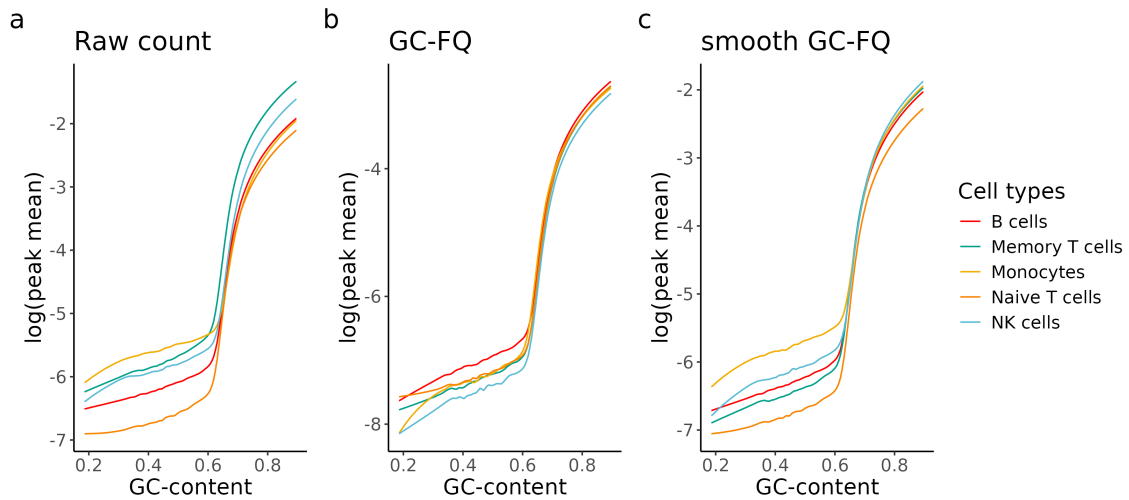 a
Raw count
log(peak mean)
-2
-3
-4
-5
-6
-7
0.2 0.4 0.6 0.8
GC-content
b
GC-FQ
log(peak mean)
-4
-6
-8
0.2 0.4 0.6 0.8
GC-content
c
smooth GC-FQ
log(peak mean)
-2
-3
-4
-5
-6
-7
0.2 0.4 0.6 0.8
GC-content
Cell types
B cells
Memory T cells
Monocytes
Naive T cells
NK cells